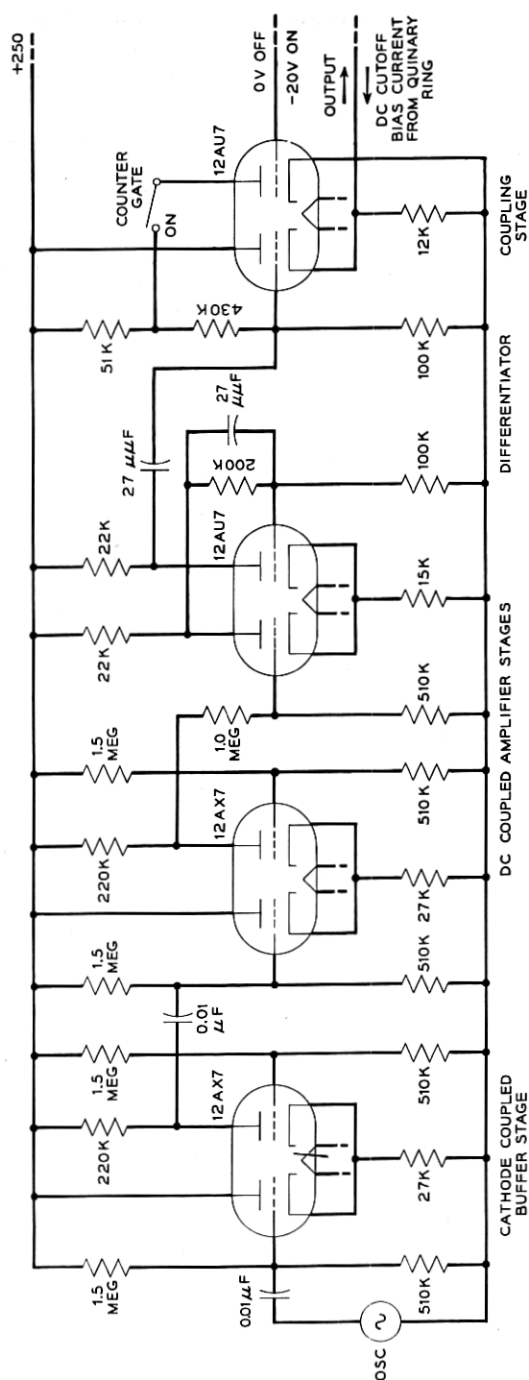 +250
1.5 MEG
220K
1.5 MEG
1.5 MEG
220K
1.5 MEG
22K
22K
51K
COUNTER GATE
ON
0.01 μF
1.0 MEG
27 μμF
27 μμF
200K
430K
0.01μF
12AX7
12AX7
12AU7
12AU7
0V OFF
-20V ON
OUTPUT
DC CUTOFF
BIAS CURRENT
FROM QUINARY
RING
OSC
510K
27K
510K
510K
27K
510K
510K
15K
100K
100K
12K
CATHODE COUPLED
BUFFER STAGE
DC COUPLED AMPLIFIER STAGES
DIFFERENTIATOR
COUPLING
STAGE